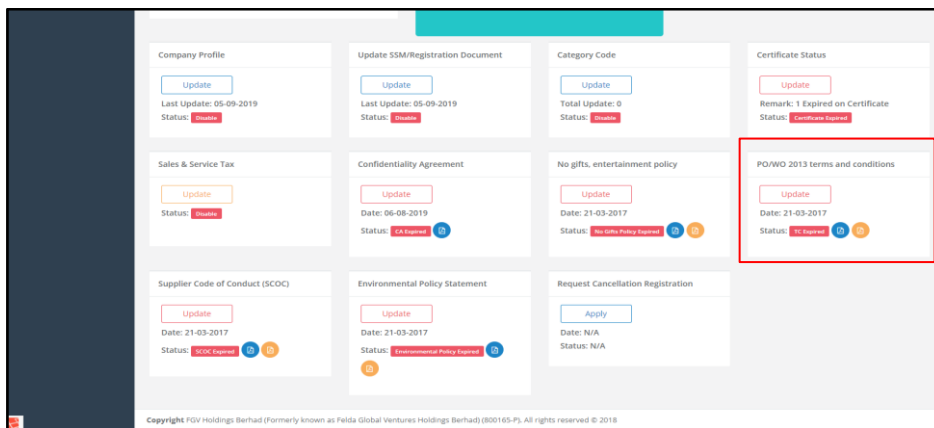 Company Profile
Update
Last Update: 05-09-2019
Status: Disable
Update SSM/Registration Document
Update
Last Update: 05-09-2019
Status: Disable
Category Code
Update
Total Update: 0
Status: Disable
Certificate Status
Update
Remark: 1 Expired on Certificate
Status: Certificate Expired
Sales & Service Tax
Update
Status: Disable
Confidentiality Agreement
Update
Date: 06-08-2019
Status: CA Expired
No gifts, entertainment policy
Update
Date: 21-03-2017
Status: No Gifts Policy Expired
PO/WO 2013 terms and conditions
Update
Date: 21-03-2017
Status: TC Expired
Supplier Code of Conduct (SCOC)
Update
Date: 21-03-2017
Status: SCOC Expired
Environmental Policy Statement
Update
Date: 21-03-2017
Status: Environmental Policy Expired
Request Cancellation Registration
Apply
Date: N/A
Status: N/A
Copyright FGV Holdings Berhad (Formerly known as Felda Global Ventures Holdings Berhad) (800165-P). All rights reserved © 2018